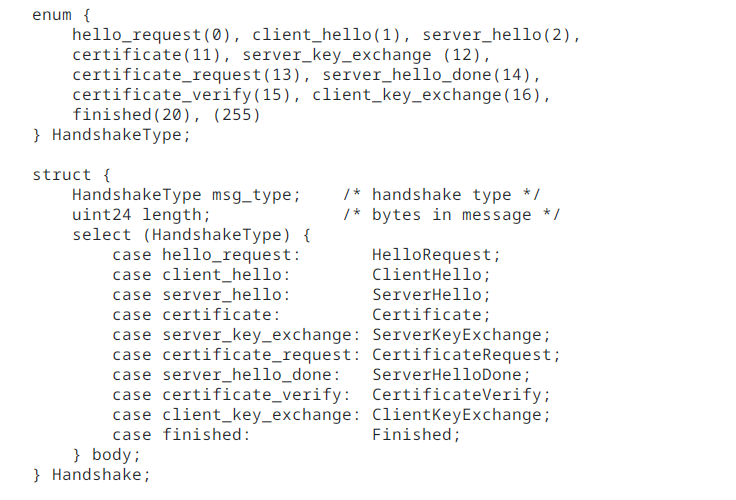 enum {
    hello_request(0), client_hello(1), server_hello(2),
    certificate(11), server_key_exchange (12),
    certificate_request(13), server_hello_done(14),
    certificate_verify(15), client_key_exchange(16),
    finished(20), (255)
} HandshakeType;

struct {
    HandshakeType msg_type;    /* handshake type */
    uint24 length;             /* bytes in message */
    select (HandshakeType) {
        case hello_request:       HelloRequest;
        case client_hello:        ClientHello;
        case server_hello:        ServerHello;
        case certificate:         Certificate;
        case server_key_exchange: ServerKeyExchange;
        case certificate_request: CertificateRequest;
        case server_hello_done:   ServerHelloDone;
        case certificate_verify:  CertificateVerify;
        case client_key_exchange: ClientKeyExchange;
        case finished:            Finished;
    } body;
} Handshake;